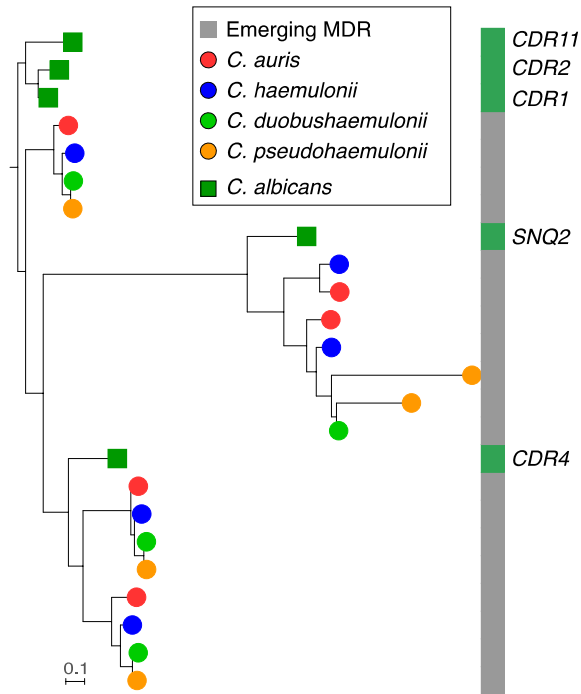 Emerging MDR
C. auris
C. haemulonii
C. duobushaemulonii
C. pseudohaemulonii
C. albicans
CDR11
CDR2
CDR1
SNQ2
CDR4
0.1